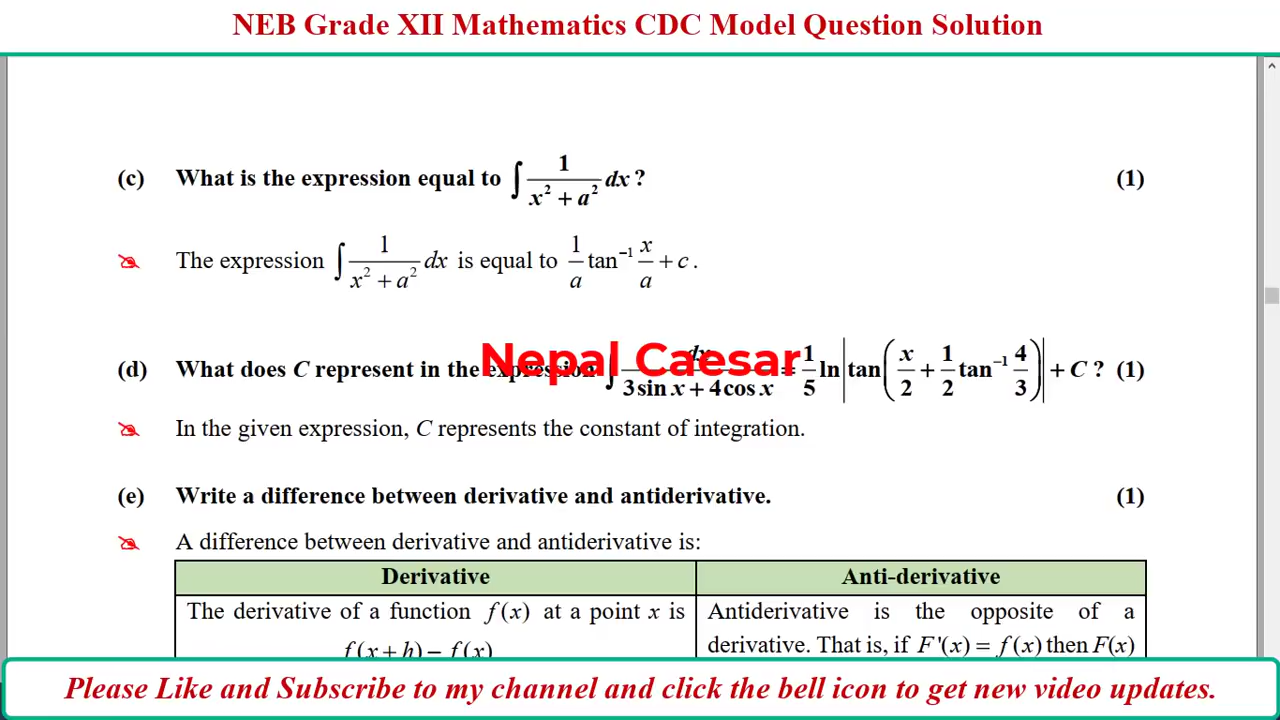 NEB Grade XII Mathematics CDC Model Question Solution
(c) What is the expression equal to ∫ 1/(x² + a²) dx ? (1)
The expression ∫ 1/(x² + a²) dx is equal to 1/a tan⁻¹ x/a + c .
Nepal Caesar
(d) What does C represent in the expression ∫ dx/(3sin x + 4cos x) = 1/5 ln |tan(x/2 + 1/2 tan⁻¹ 4/3)| + C ? (1)
In the given expression, C represents the constant of integration.
(e) Write a difference between derivative and antiderivative. (1)
A difference between derivative and antiderivative is:
Derivative
The derivative of a function f(x) at a point x is
f(x + h) − f(x)
Anti-derivative
Antiderivative is the opposite of a
derivative. That is, if F'(x) = f(x) then F(x)
Please Like and Subscribe to my channel and click the bell icon to get new video updates.